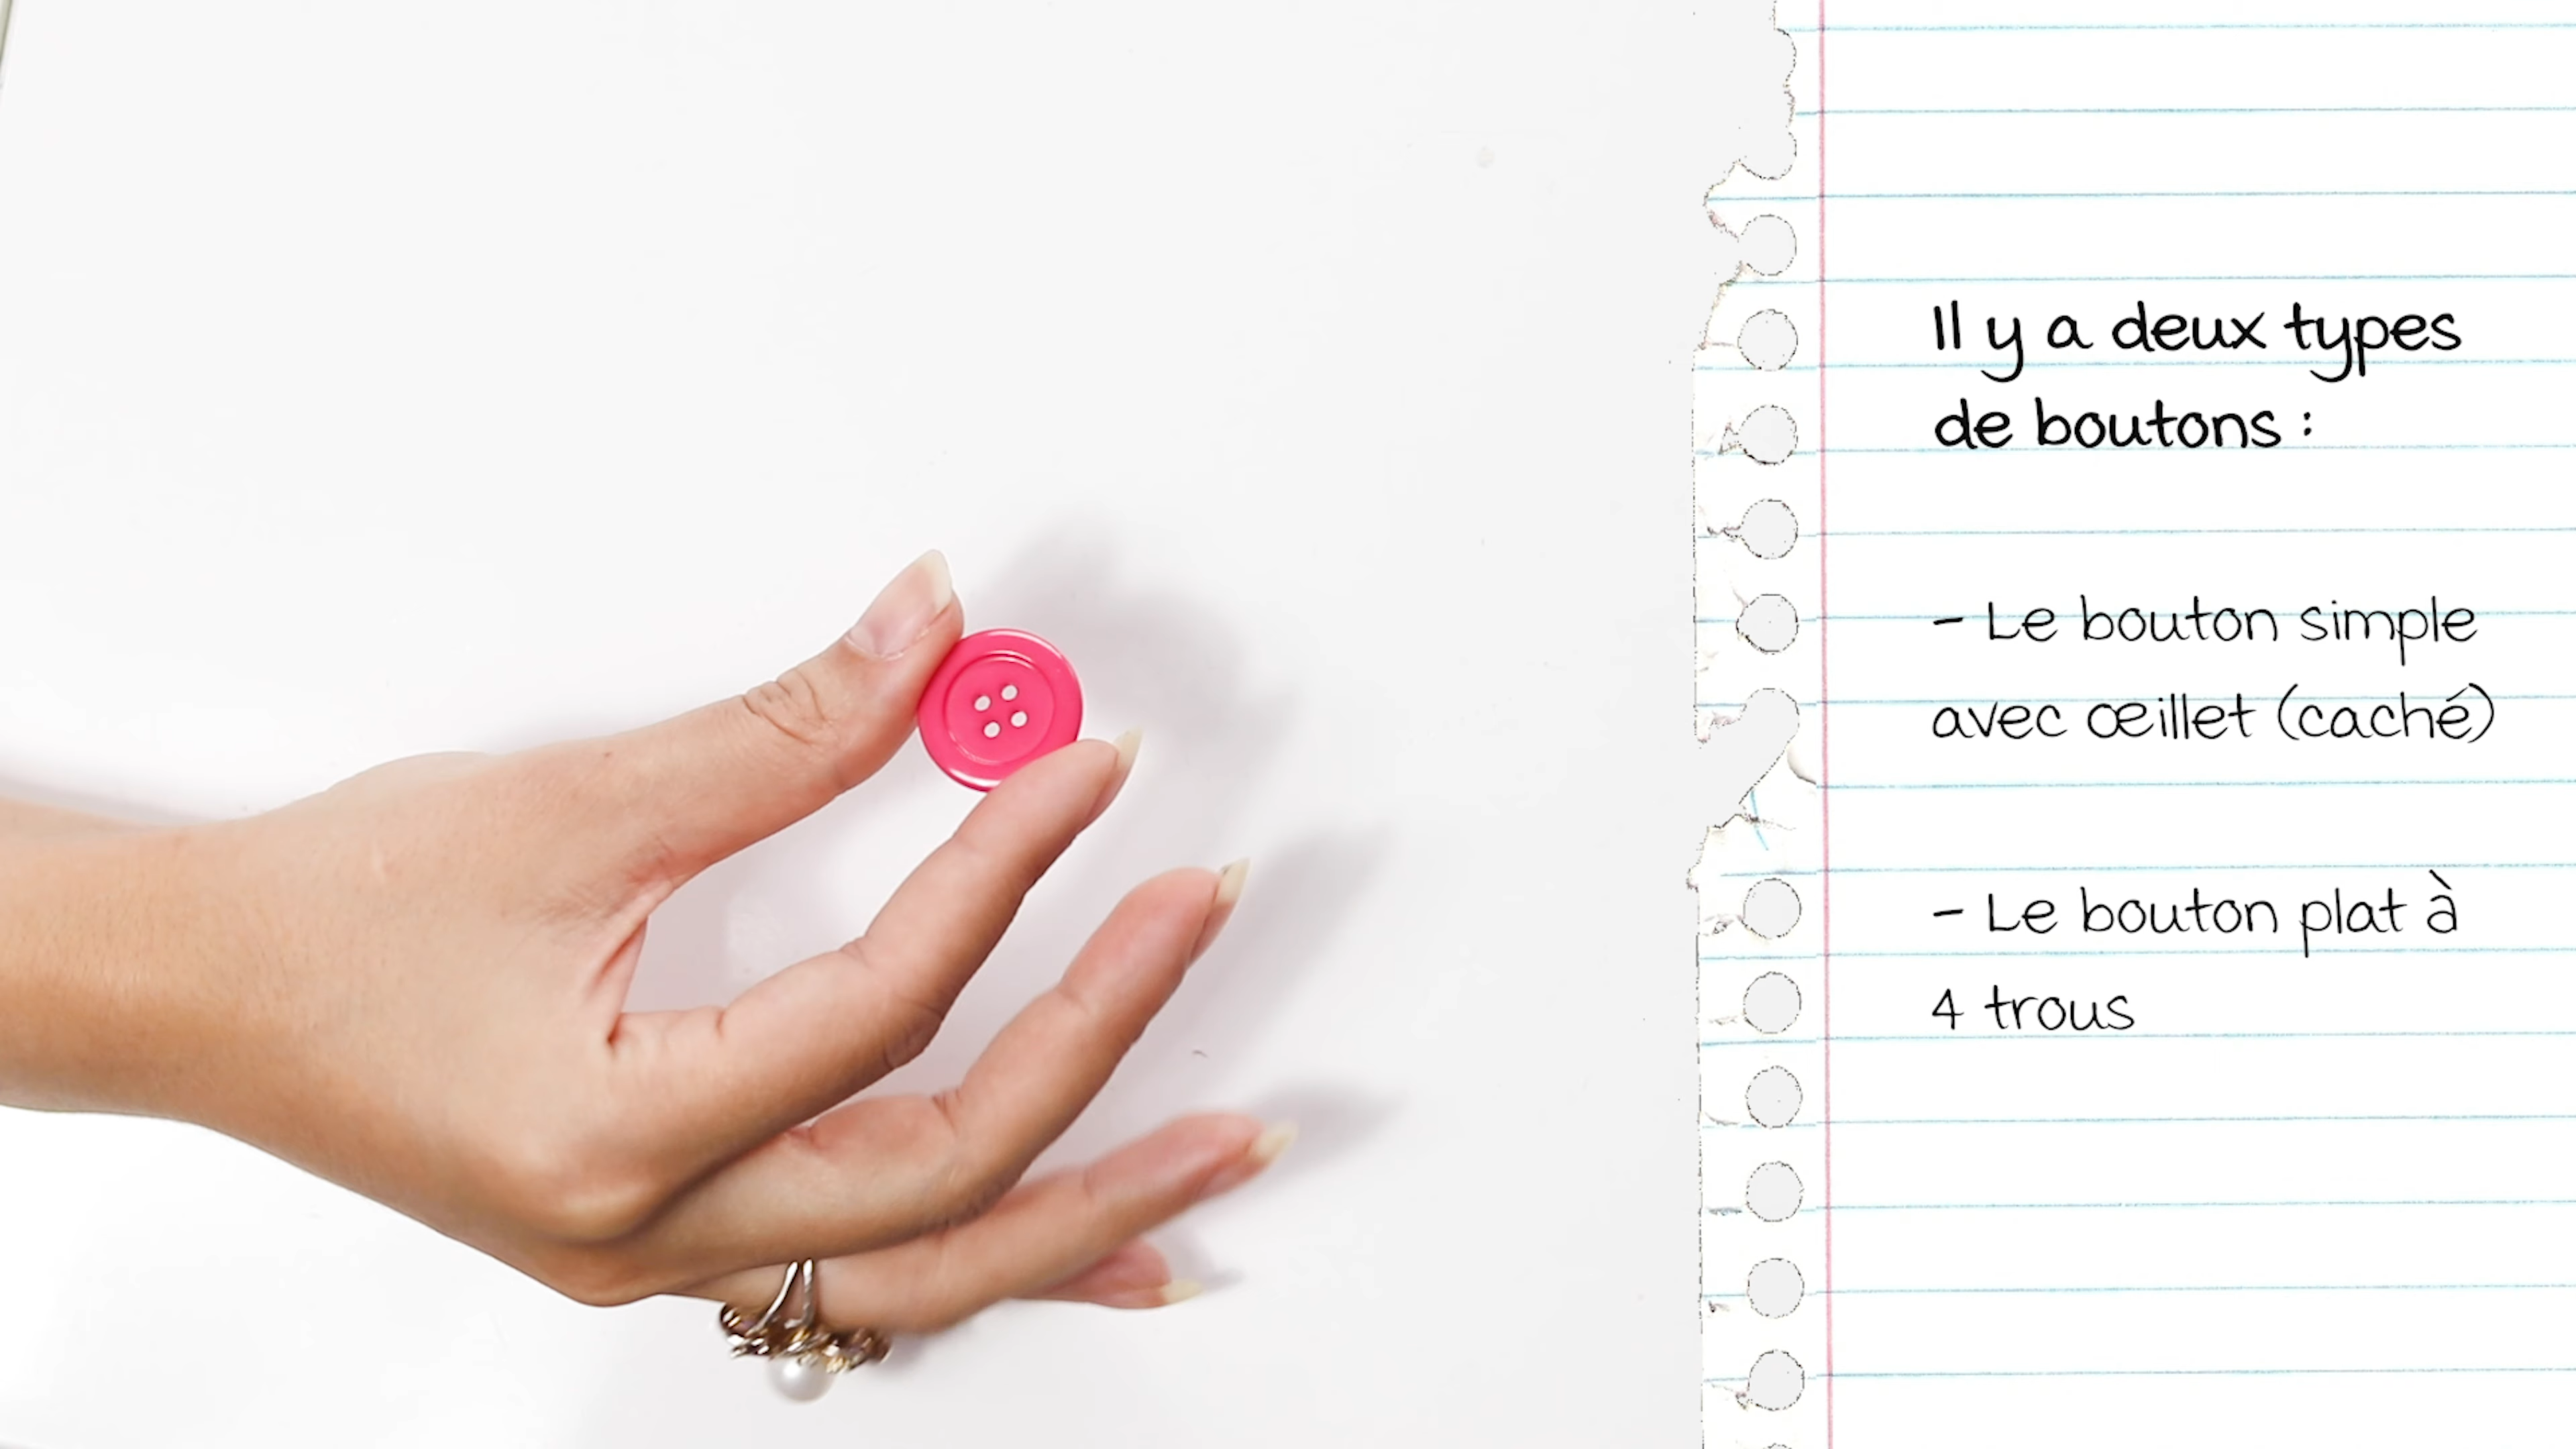 Il y a deux types
de boutons :
- Le bouton simple
avec œillet (caché)
- Le bouton plat à
4 trous